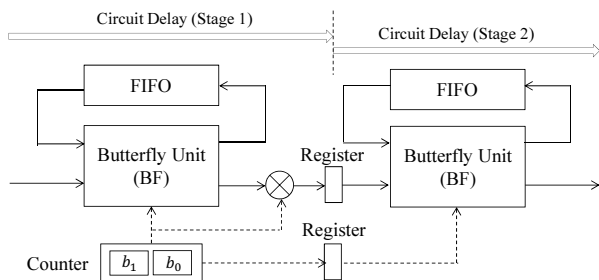 Circuit Delay (Stage 1)
Circuit Delay (Stage 2)
FIFO
FIFO
Butterfly Unit
(BF)
Register
Butterfly Unit
(BF)
Register
Counter
b₁
b₀